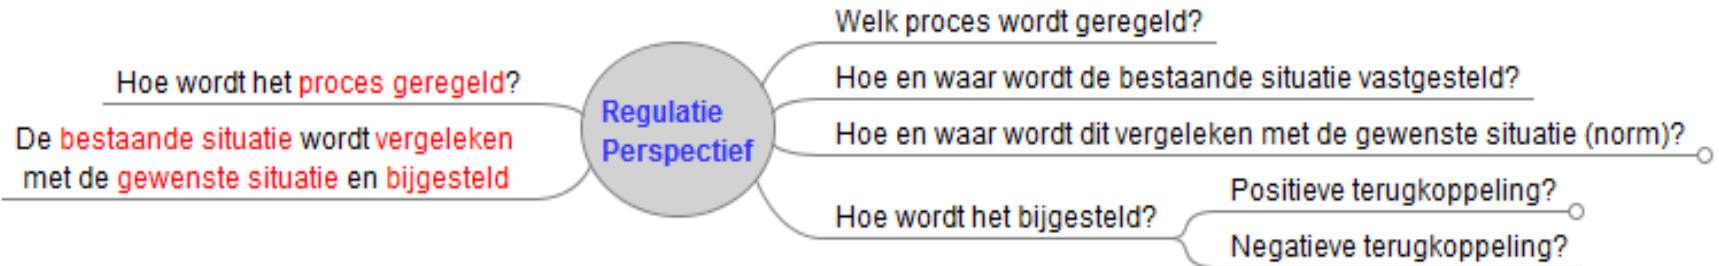 Hoe wordt het proces geregeld?
De bestaande situatie wordt vergeleken
met de gewenste situatie en bijgesteld
Regulatie
Perspectief
Welk proces wordt geregeld?
Hoe en waar wordt de bestaande situatie vastgesteld?
Hoe en waar wordt dit vergeleken met de gewenste situatie (norm)?
Hoe wordt het bijgesteld?
Positieve terugkoppeling?
Negatieve terugkoppeling?